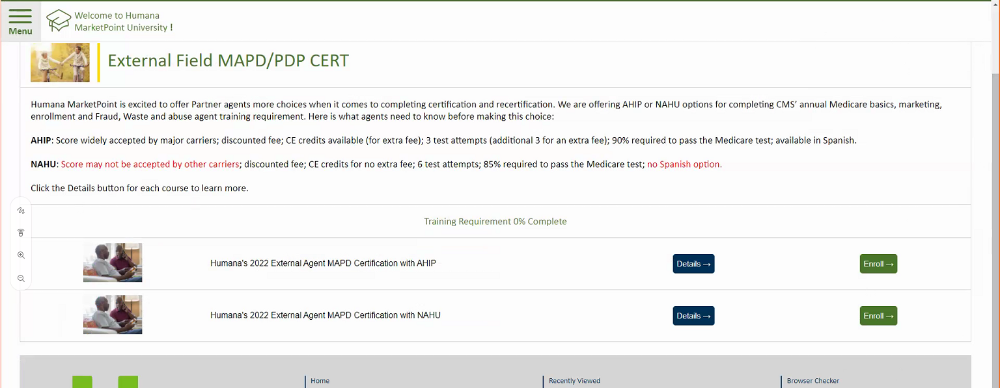 Menu
Welcome to Humana
MarketPoint University !
External Field MAPD/PDP CERT
Humana MarketPoint is excited to offer Partner agents more choices when it comes to completing certification and recertification. We are offering AHIP or NAHU options for completing CMS’ annual Medicare basics, marketing,
enrollment and Fraud, Waste and abuse agent training requirement. Here is what agents need to know before making this choice:
AHIP: Score widely accepted by major carriers; discounted fee; CE credits available (for extra fee); 3 test attempts (additional 3 for an extra fee); 90% required to pass the Medicare test; available in Spanish.
NAHU: Score may not be accepted by other carriers; discounted fee; CE credits for no extra fee; 6 test attempts; 85% required to pass the Medicare test; no Spanish option.
Click the Details button for each course to learn more.
Training Requirement 0% Complete
Humana's 2022 External Agent MAPD Certification with AHIP
Details →
Enroll →
Humana's 2022 External Agent MAPD Certification with NAHU
Details →
Enroll →
Home
Recently Viewed
Browser Checker